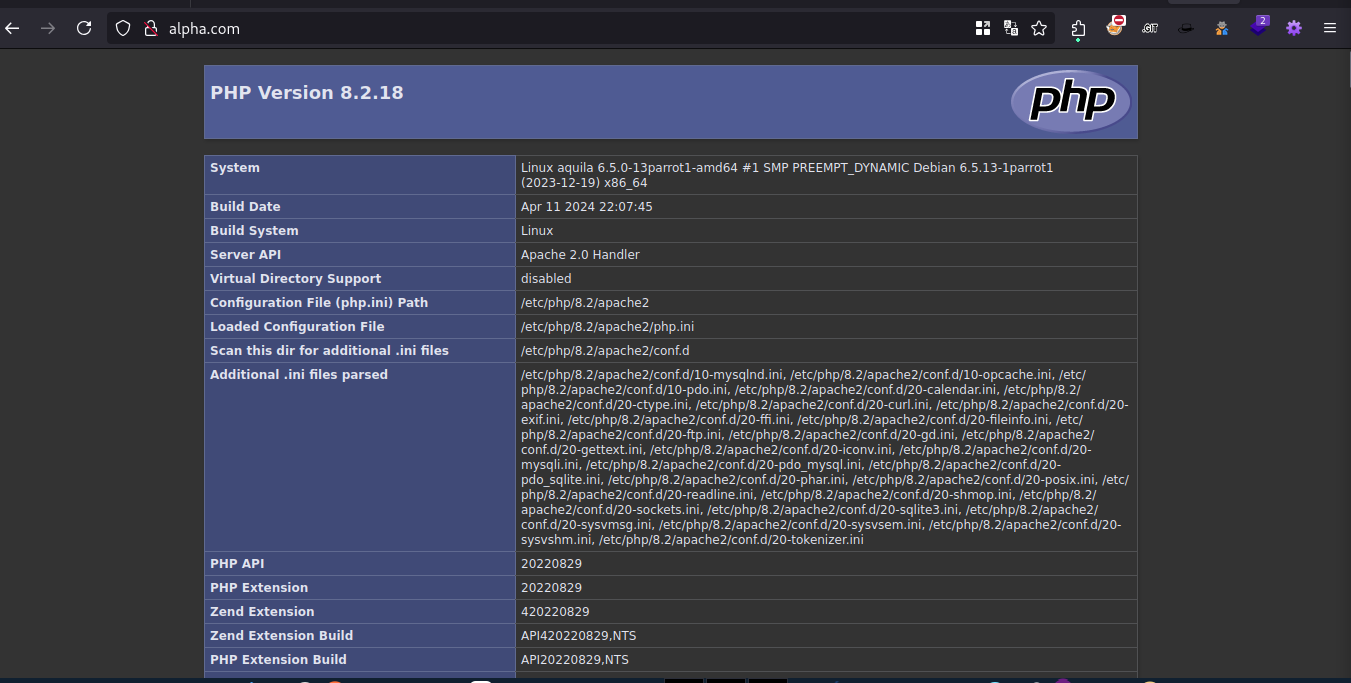 alpha.com
.GIT
2
PHP Version 8.2.18
php
System
Linux aquila 6.5.0-13parrot1-amd64 #1 SMP PREEMPT_DYNAMIC Debian 6.5.13-1parrot1
(2023-12-19) x86_64
Build Date
Apr 11 2024 22:07:45
Build System
Linux
Server API
Apache 2.0 Handler
Virtual Directory Support
disabled
Configuration File (php.ini) Path
/etc/php/8.2/apache2
Loaded Configuration File
/etc/php/8.2/apache2/php.ini
Scan this dir for additional .ini files
/etc/php/8.2/apache2/conf.d
Additional .ini files parsed
/etc/php/8.2/apache2/conf.d/10-mysqlnd.ini, /etc/php/8.2/apache2/conf.d/10-opcache.ini, /etc/
php/8.2/apache2/conf.d/10-pdo.ini, /etc/php/8.2/apache2/conf.d/20-calendar.ini, /etc/php/8.2/
apache2/conf.d/20-ctype.ini, /etc/php/8.2/apache2/conf.d/20-curl.ini, /etc/php/8.2/apache2/conf.d/20-
exif.ini, /etc/php/8.2/apache2/conf.d/20-ffi.ini, /etc/php/8.2/apache2/conf.d/20-fileinfo.ini, /etc/
php/8.2/apache2/conf.d/20-ftp.ini, /etc/php/8.2/apache2/conf.d/20-gd.ini, /etc/php/8.2/apache2/
conf.d/20-gettext.ini, /etc/php/8.2/apache2/conf.d/20-iconv.ini, /etc/php/8.2/apache2/conf.d/20-
mysqli.ini, /etc/php/8.2/apache2/conf.d/20-pdo_mysql.ini, /etc/php/8.2/apache2/conf.d/20-
pdo_sqlite.ini, /etc/php/8.2/apache2/conf.d/20-phar.ini, /etc/php/8.2/apache2/conf.d/20-posix.ini, /etc/
php/8.2/apache2/conf.d/20-readline.ini, /etc/php/8.2/apache2/conf.d/20-shmop.ini, /etc/php/8.2/
apache2/conf.d/20-sockets.ini, /etc/php/8.2/apache2/conf.d/20-sqlite3.ini, /etc/php/8.2/apache2/
conf.d/20-sysvmsg.ini, /etc/php/8.2/apache2/conf.d/20-sysvsem.ini, /etc/php/8.2/apache2/conf.d/20-
sysvshm.ini, /etc/php/8.2/apache2/conf.d/20-tokenizer.ini
PHP API
20220829
PHP Extension
20220829
Zend Extension
420220829
Zend Extension Build
API420220829,NTS
PHP Extension Build
API20220829,NTS